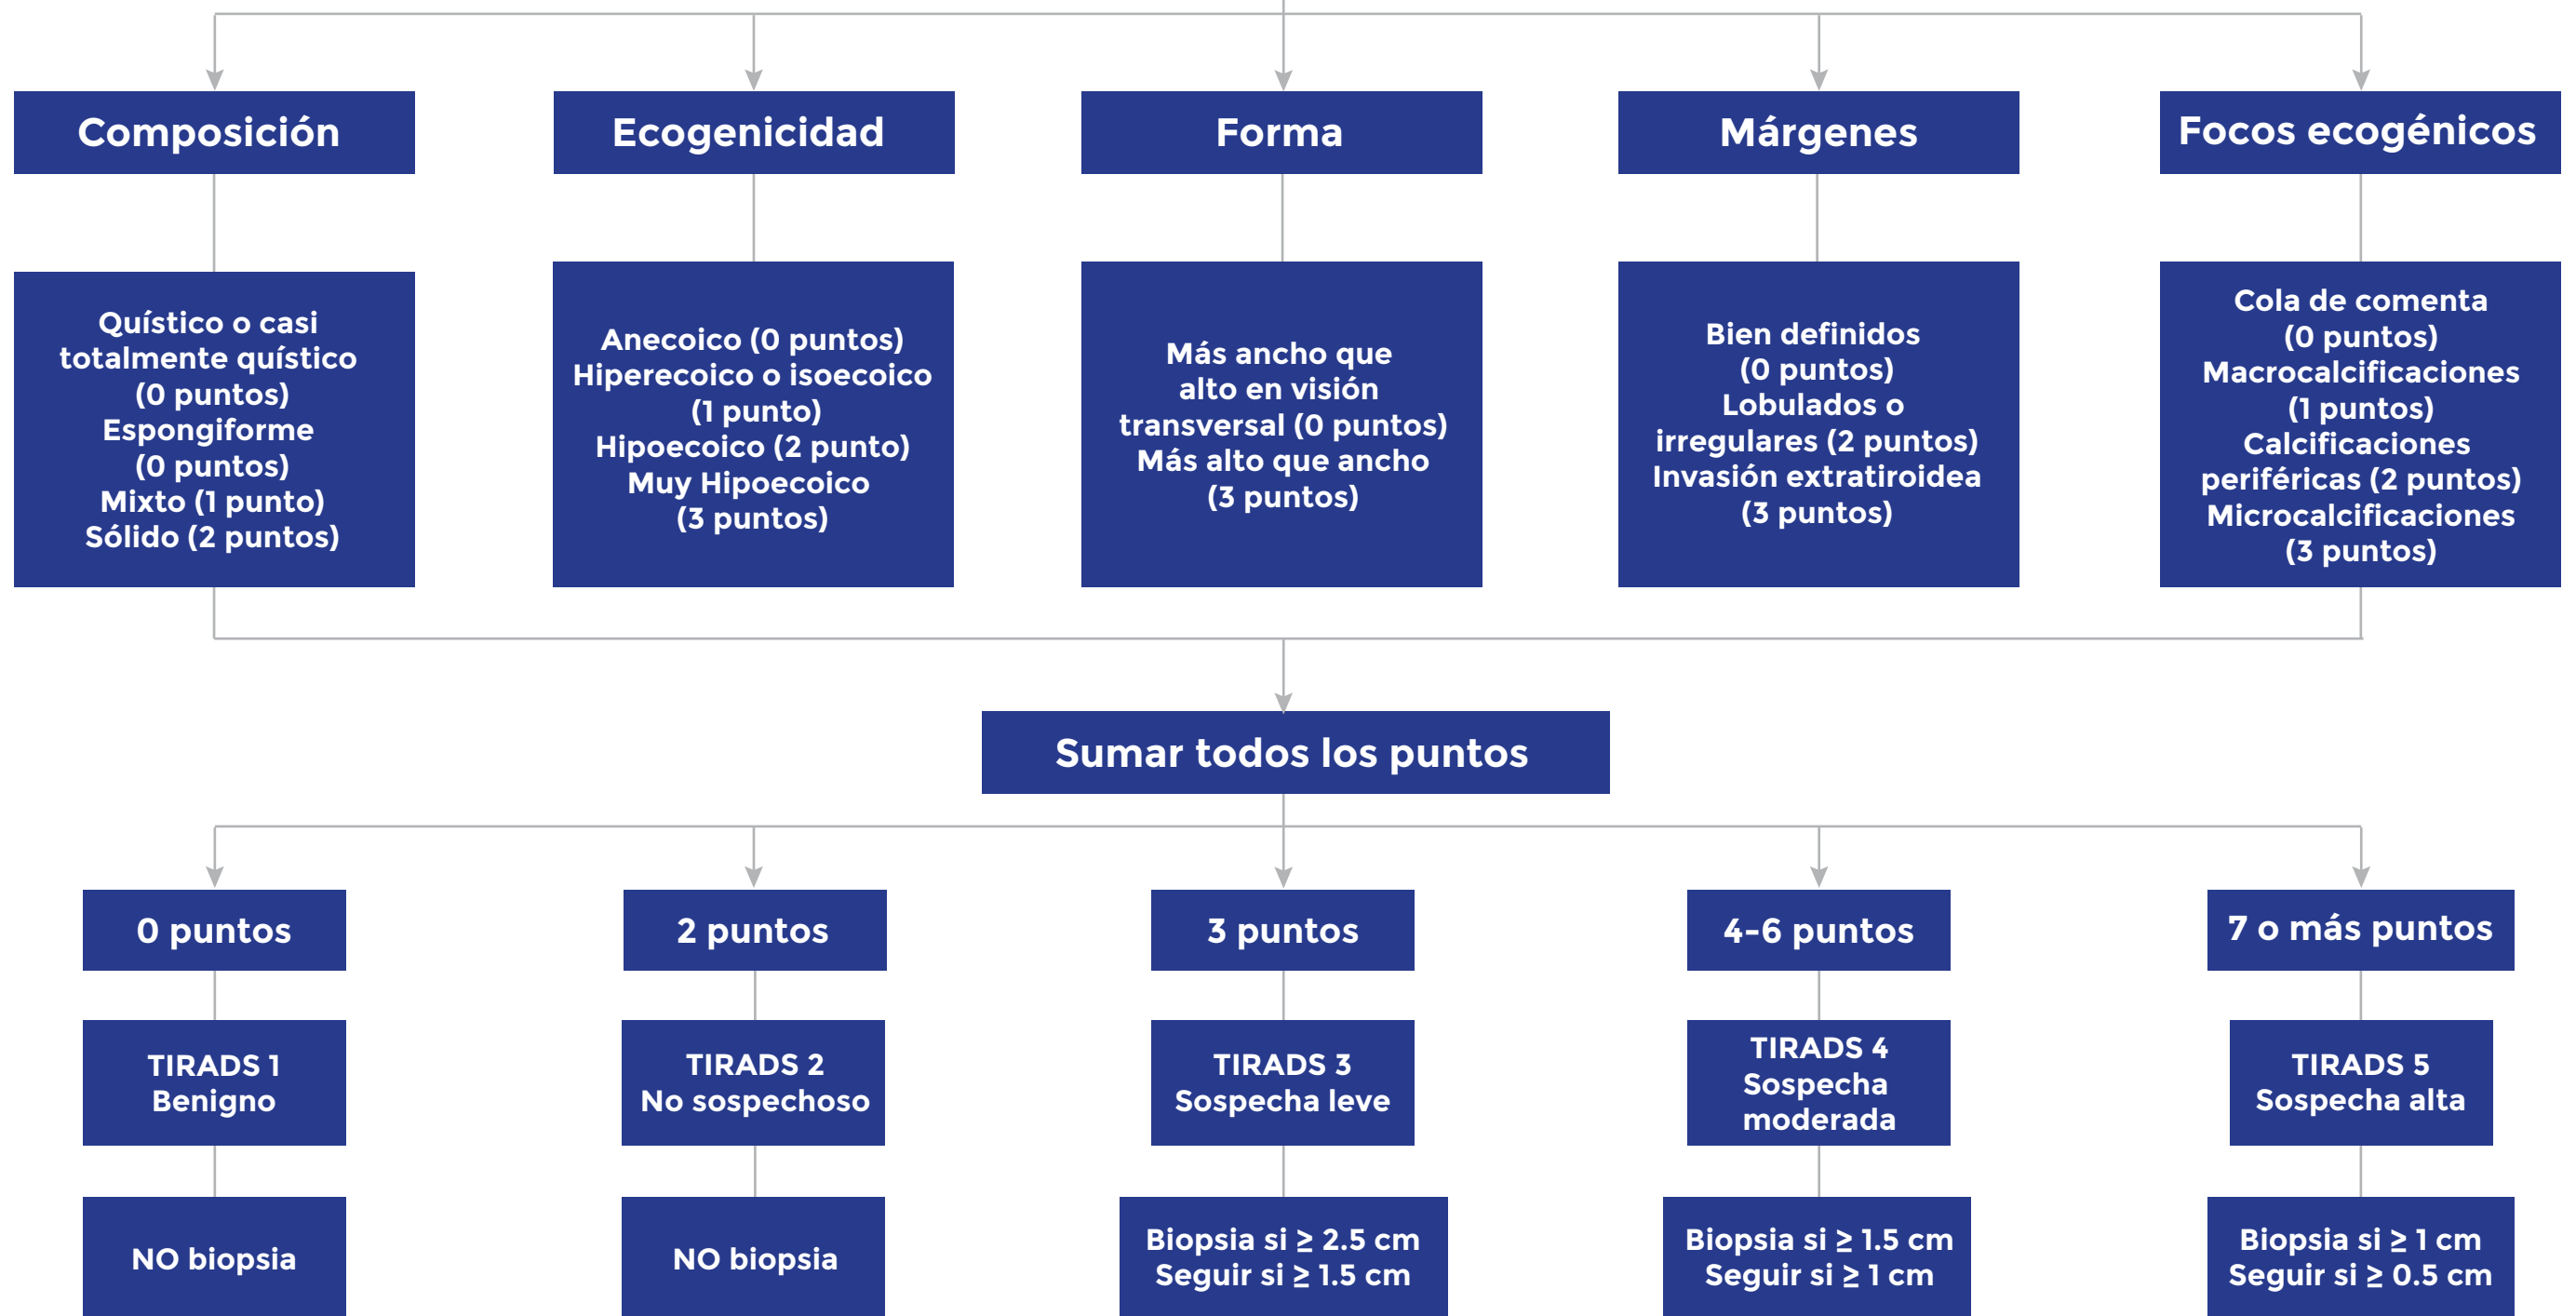 Composición
Ecogenicidad
Forma
Márgenes
Focos ecogénicos
Quístico o casi
totalmente quístico
(0 puntos)
Espongiforme
(0 puntos)
Mixto (1 punto)
Sólido (2 puntos)
Anecoico (0 puntos)
Hiperecoico o isoecoico
(1 punto)
Hipoecoico (2 punto)
Muy Hipoecoico
(3 puntos)
Más ancho que
alto en visión
transversal (0 puntos)
Más alto que ancho
(3 puntos)
Bien definidos
(0 puntos)
Lobulados o
irregulares (2 puntos)
Invasión extratiroidea
(3 puntos)
Cola de comenta
(0 puntos)
Macrocalcificaciones
(1 puntos)
Calcificaciones
periféricas (2 puntos)
Microcalcificaciones
(3 puntos)
Sumar todos los puntos
0 puntos
2 puntos
3 puntos
4-6 puntos
7 o más puntos
TIRADS 1
Benigno
TIRADS 2
No sospechoso
TIRADS 3
Sospecha leve
TIRADS 4
Sospecha
moderada
TIRADS 5
Sospecha alta
NO biopsia
NO biopsia
Biopsia si ≥ 2.5 cm
Seguir si ≥ 1.5 cm
Biopsia si ≥ 1.5 cm
Seguir si ≥ 1 cm
Biopsia si ≥ 1 cm
Seguir si ≥ 0.5 cm